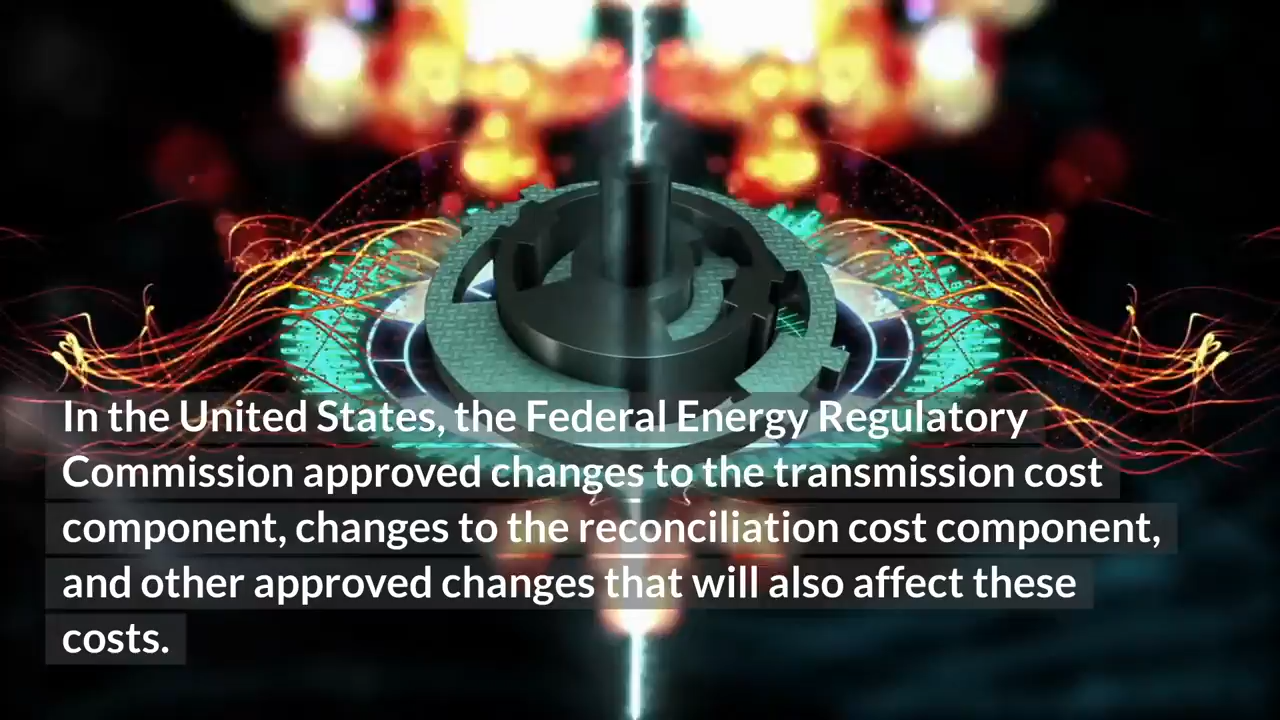 In the United States, the Federal Energy Regulatory
Commission approved changes to the transmission cost
component, changes to the reconciliation cost component,
and other approved changes that will also affect these
costs.